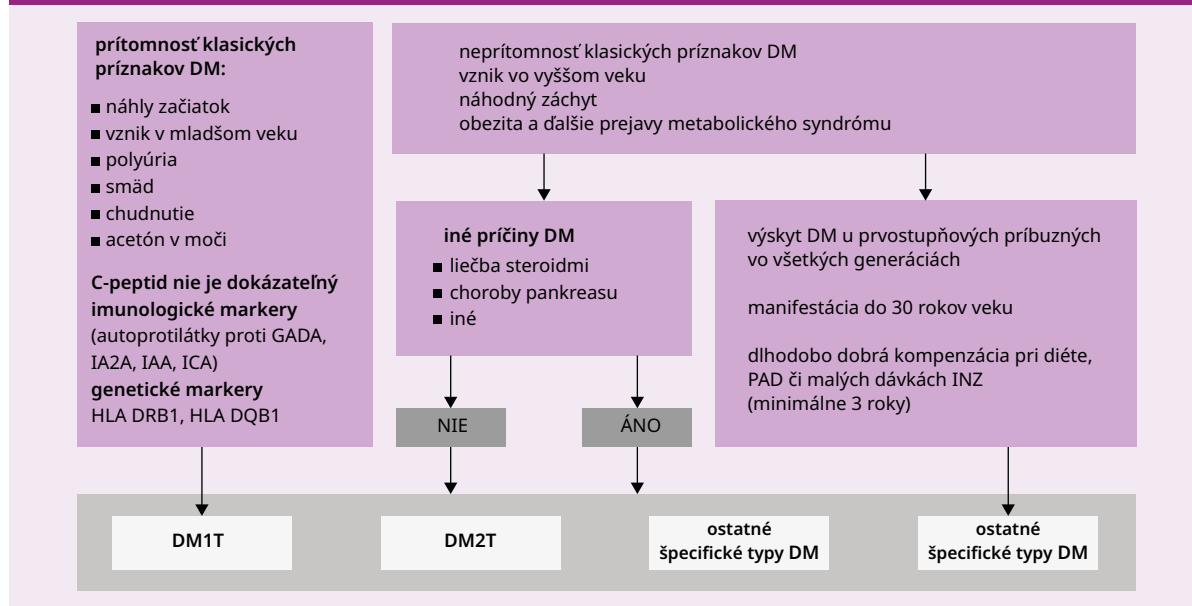 prítomnosť klasických
príznakov DM:
■ náhly začiatok
■ vznik v mladšom veku
■ polyúria
■ smäd
■ chudnutie
■ acetón v moči
C-peptid nie je dokázateľný
imunologické markery
(autoprotilátky proti GADA,
IA2A, IAA, ICA)
genetické markery
HLA DRB1, HLA DQB1
neprítomnosť klasických príznakov DM
vznik vo vyššom veku
náhodný záchyt
obezita a ďalšie prejavy metabolického syndrómu
iné príčiny DM
■ liečba steroidmi
■ choroby pankreasu
■ iné
výskyt DM u prvostupňových príbuzných
vo všetkých generáciách
manifestácia do 30 rokov veku
dlhodobo dobrá kompenzácia pri diéte,
PAD či malých dávkách INZ
(minimálne 3 roky)
NIE
ÁNO
DM1T
DM2T
ostatné
špecifické typy DM
ostatné
špecifické typy DM